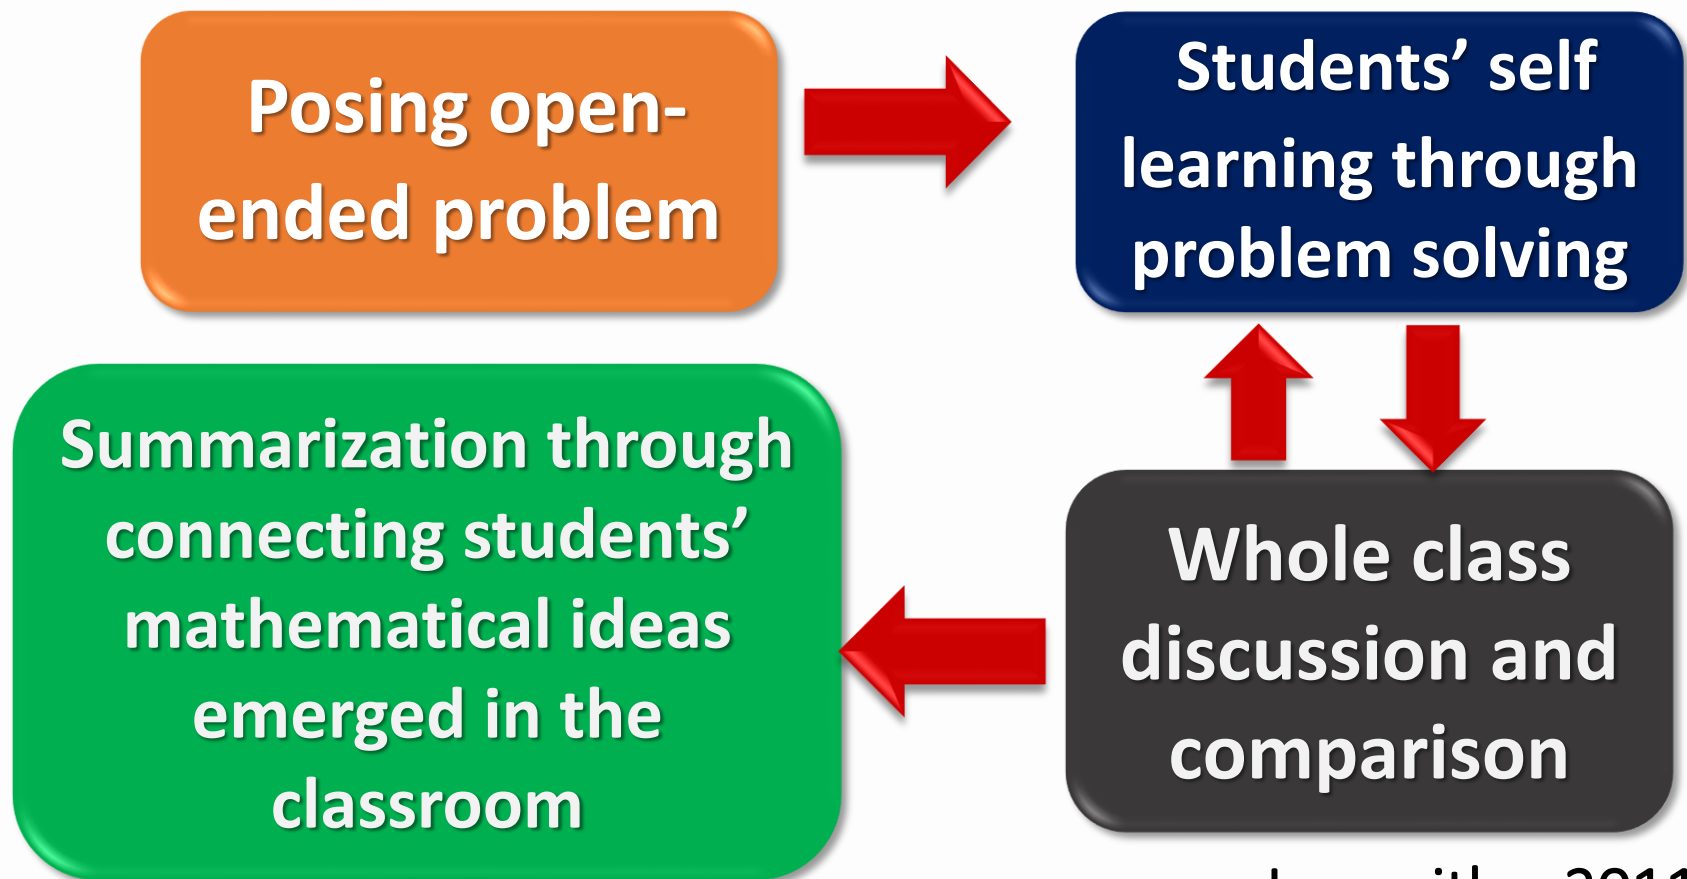 Posing open-
ended problem
Students’ self
learning through
problem solving
Summarization through
connecting students’
mathematical ideas
emerged in the
classroom
Whole class
discussion and
comparison
2011